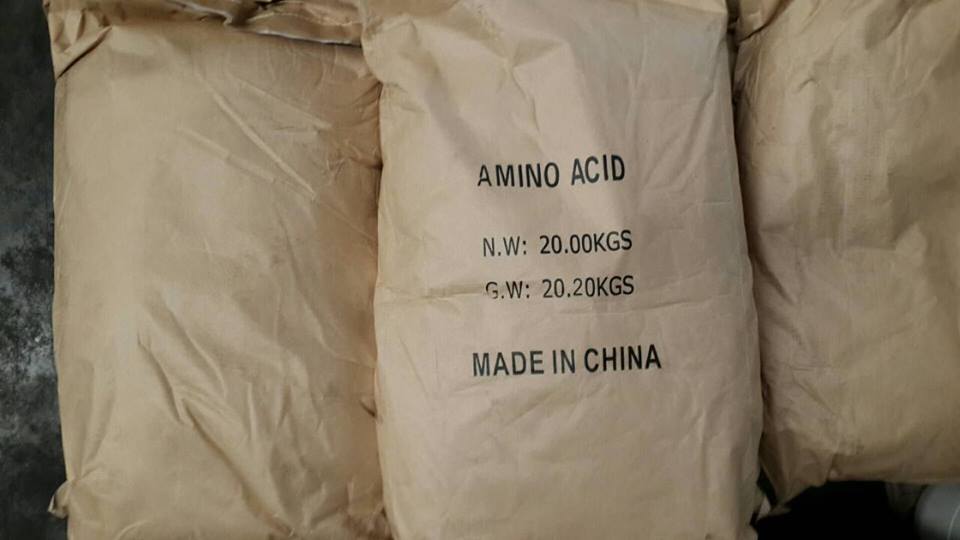 AMINO ACID
N.W: 20.00KGS
G.W: 20.20KGS
MADE IN CHINA